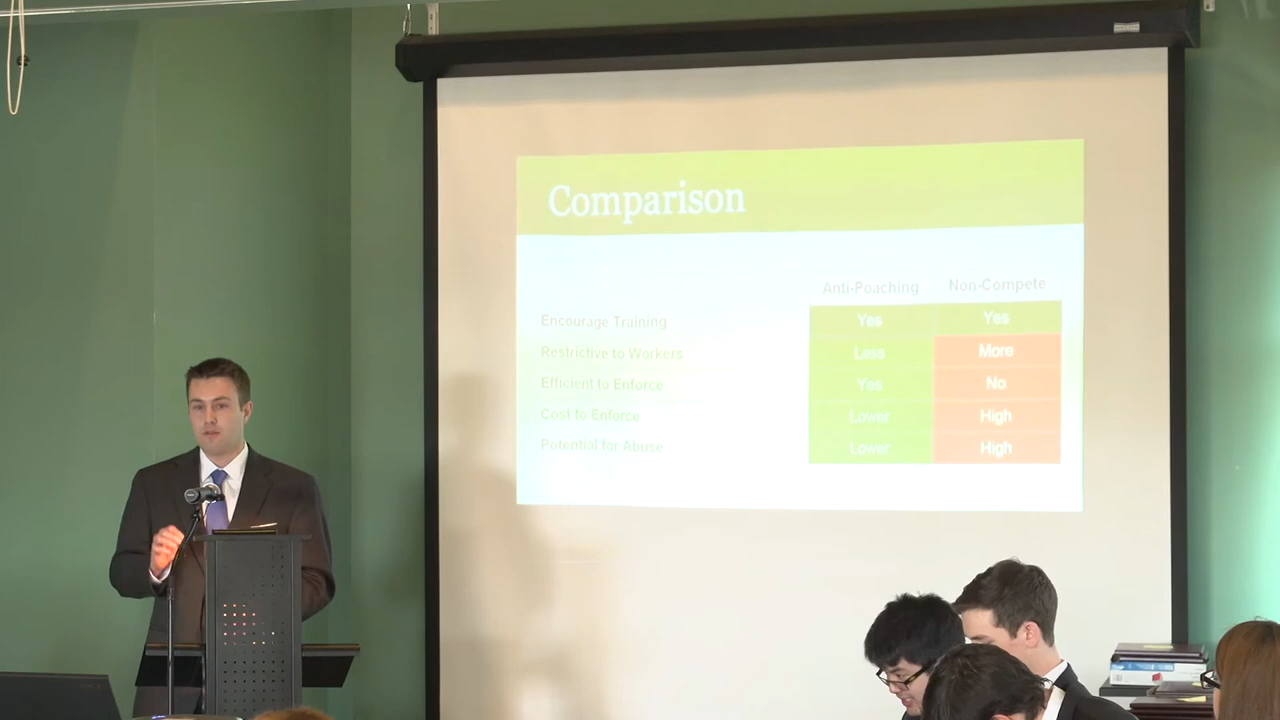 Comparison
Anti-Poaching Non-Compete
Encourage Training Yes Yes
Restrictive to Workers Less More
Efficient to Enforce Yes No
Cost to Enforce Lower High
Potential for Abuse Lower High